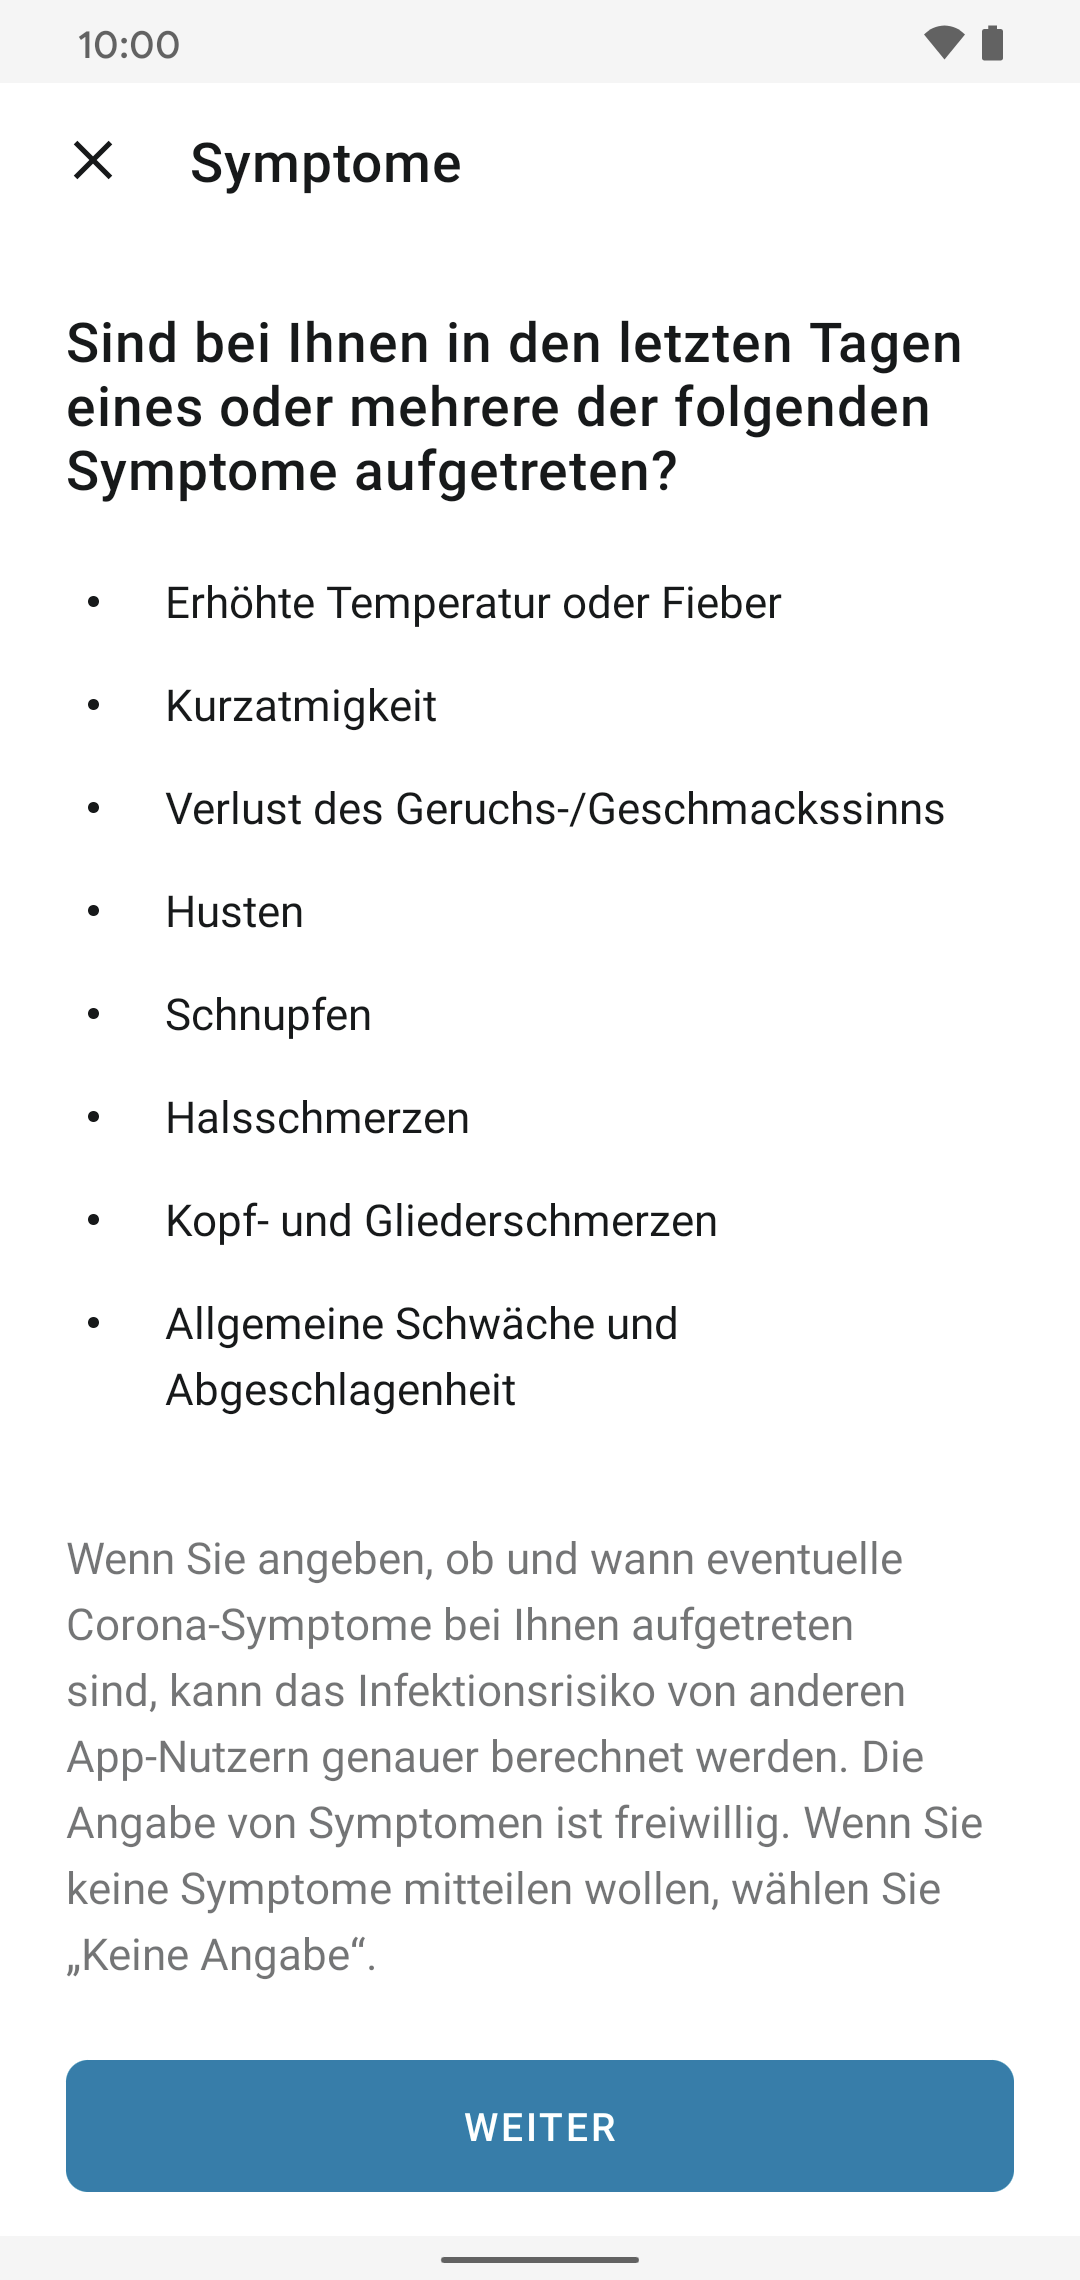 10:00
Symptome
Sind bei Ihnen in den letzten Tagen
eines oder mehrere der folgenden
Symptome aufgetreten?
• Erhöhte Temperatur oder Fieber
• Kurzatmigkeit
• Verlust des Geruchs-/Geschmackssinns
• Husten
• Schnupfen
• Halsschmerzen
• Kopf- und Gliederschmerzen
• Allgemeine Schwäche und
Abgeschlagenheit
Wenn Sie angeben, ob und wann eventuelle
Corona-Symptome bei Ihnen aufgetreten
sind, kann das Infektionsrisiko von anderen
App-Nutzern genauer berechnet werden. Die
Angabe von Symptomen ist freiwillig. Wenn Sie
keine Symptome mitteilen wollen, wählen Sie
„Keine Angabe“.
WEITER